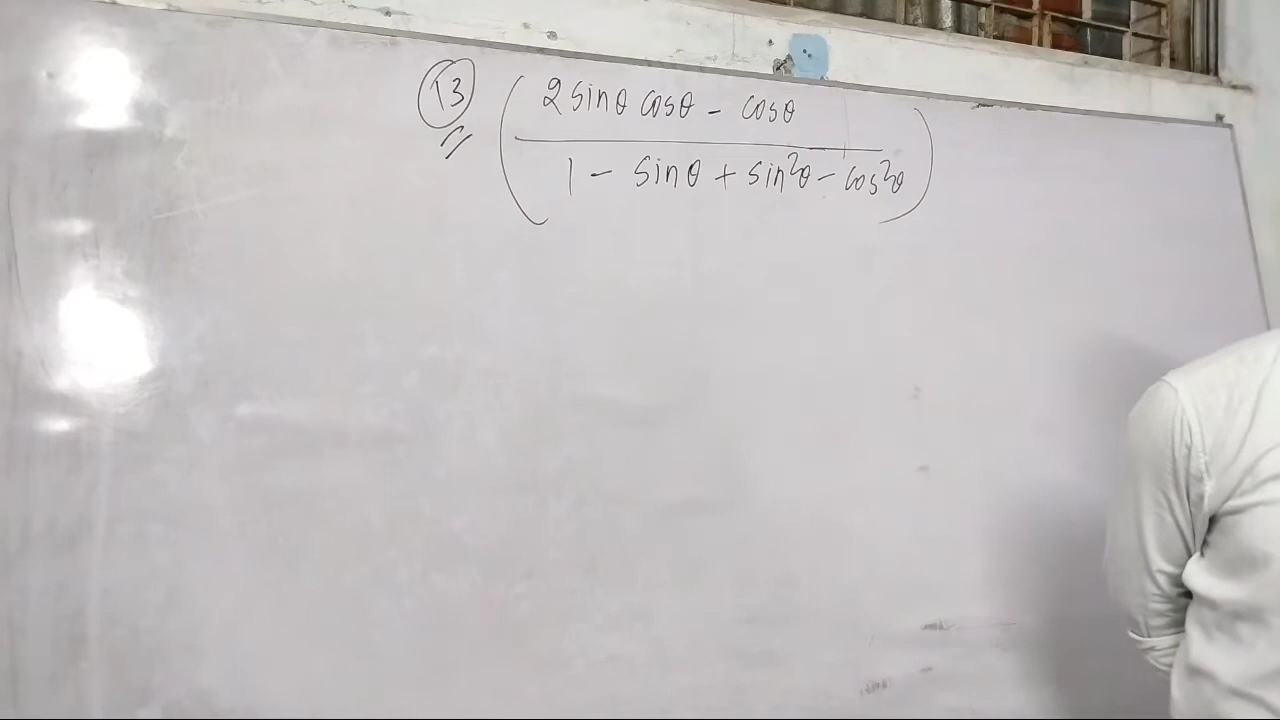 13
2 sinθ cosθ - cosθ
1 - sinθ + sin²θ - cos²θ